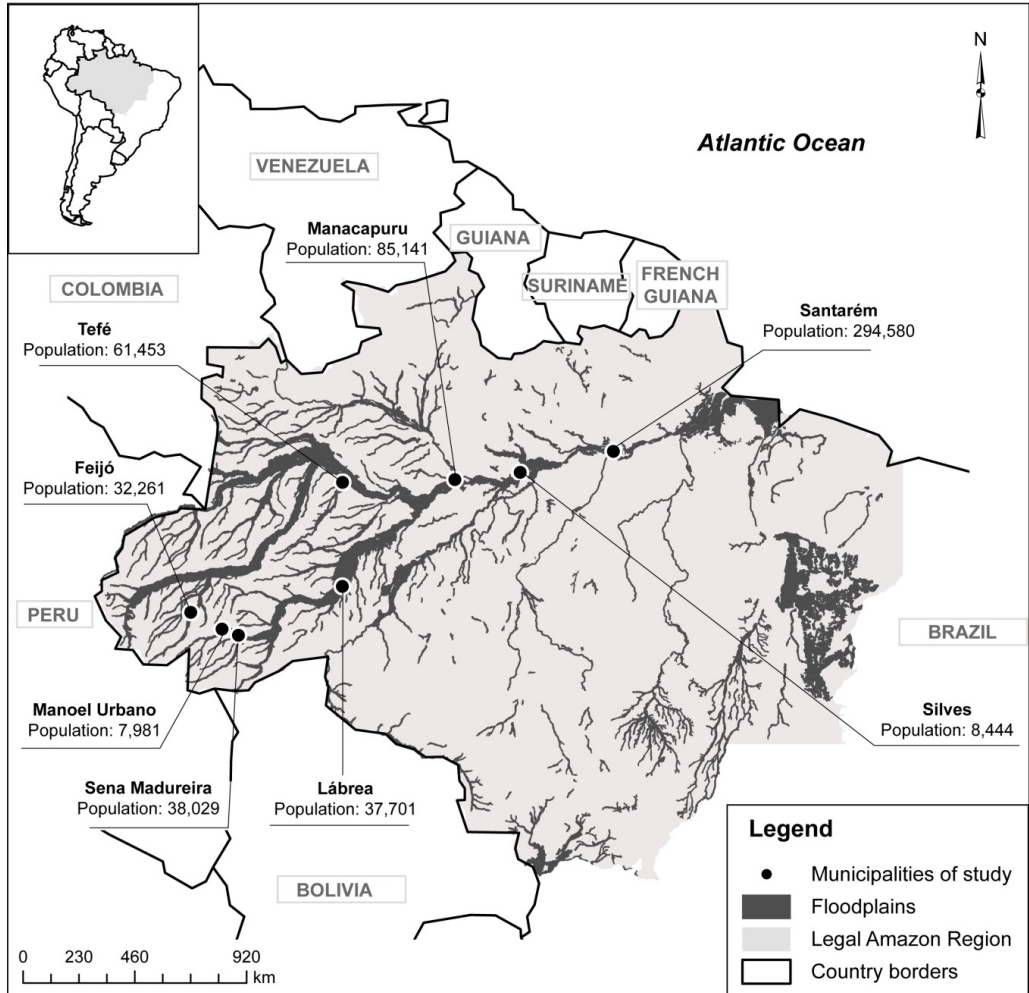 N
Atlantic Ocean
VENEZUELA
Manacapuru
Population: 85,141
GUIANA
SURINAMÉ
FRENCH
GUIANA
COLOMBIA
Tefé
Population: 61,453
Santarém
Population: 294,580
Feijó
Population: 32,261
PERU
BRAZIL
Manoel Urbano
Population: 7,981
Silves
Population: 8,444
Sena Madureira
Population: 38,029
Lábrea
Population: 37,701
BOLIVIA
Legend
Municipalities of study
Floodplains
Legal Amazon Region
Country borders
0 230 460 920
km